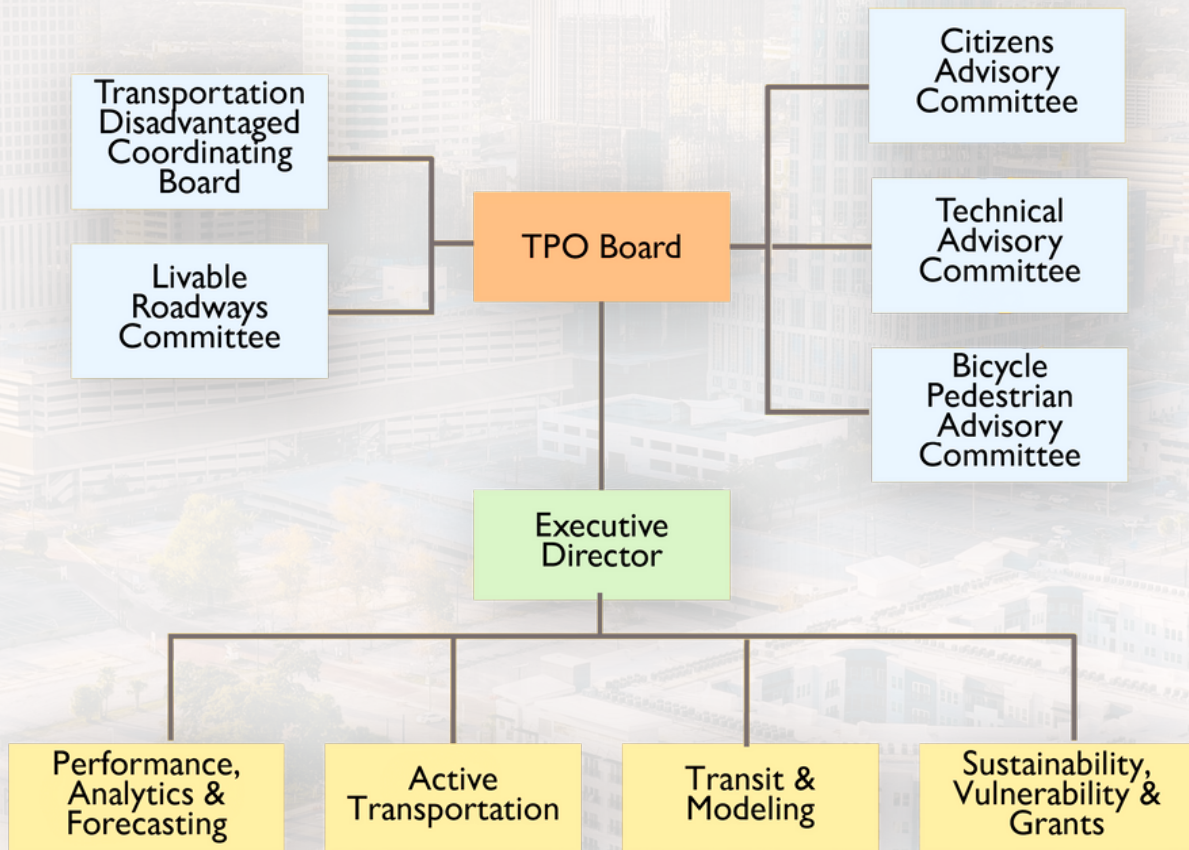 Transportation
Disadvantaged
Coordinating
Board
Livable
Roadways
Committee
TPO Board
Citizens
Advisory
Committee
Technical
Advisory
Committee
Bicycle
Pedestrian
Advisory
Committee
Executive
Director
Performance,
Analytics &
Forecasting
Active
Transportation
Transit &
Modeling
Sustainability,
Vulnerability &
Grants